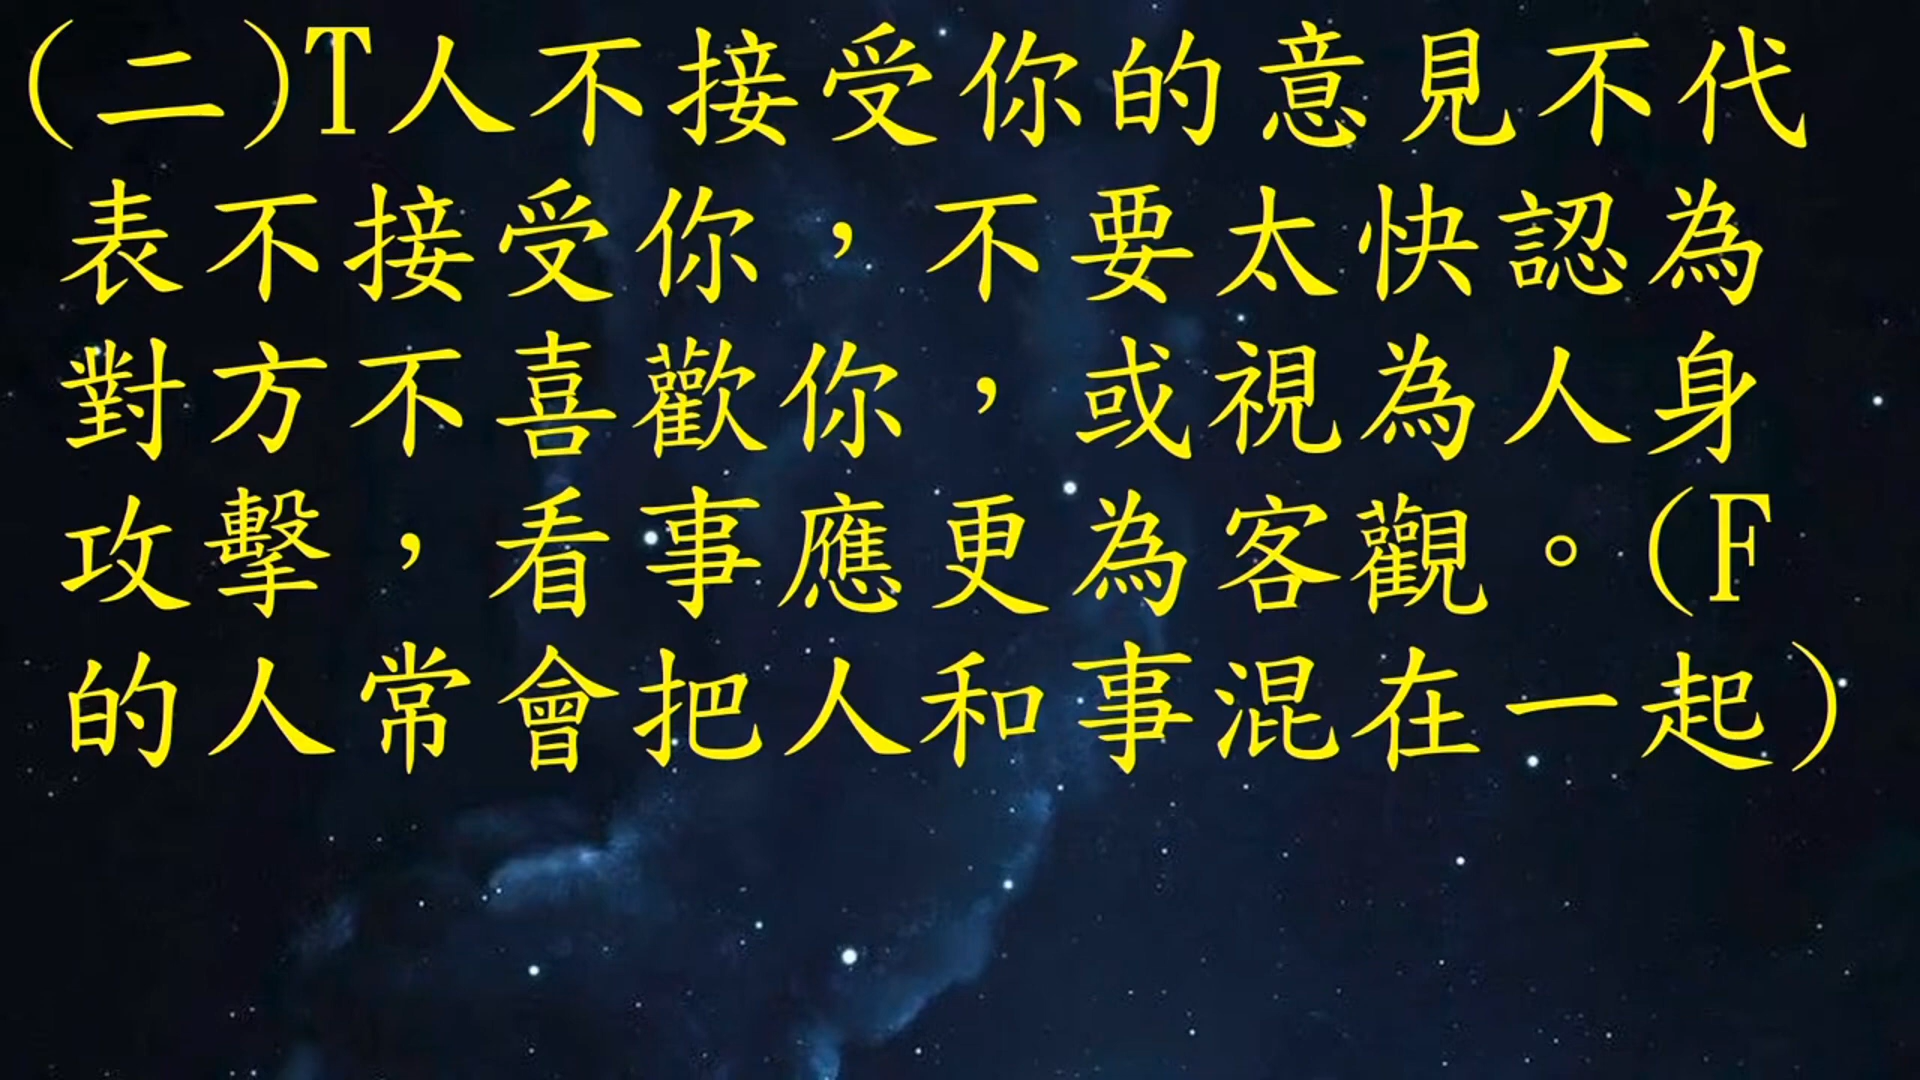 (二)T人不接受你的意見不代
表不接受你，不要太快認為
對方不喜歡你，或視為人身
攻擊，看事應更為客觀。(F
的人常會把人和事混在一起)